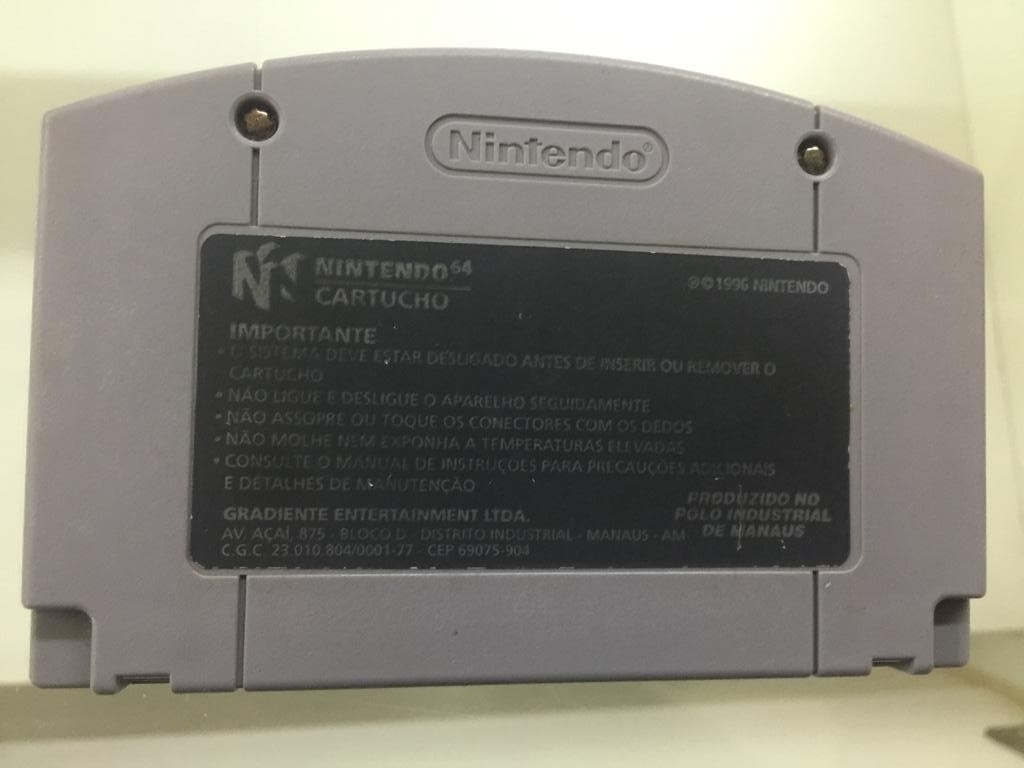 Nintendo®
NINTENDO64
CARTUCHO
®©1996 NINTENDO
IMPORTANTE
• O SISTEMA DEVE ESTAR DESLIGADO ANTES DE INSERIR OU REMOVER O
CARTUCHO
• NÃO LIGUE E DESLIGUE O APARELHO SEGUIDAMENTE
• NÃO ASSOPRE OU TOQUE OS CONECTORES COM OS DEDOS
• NÃO MOLHE NEM EXPONHA A TEMPERATURAS ELEVADAS
• CONSULTE O MANUAL DE INSTRUÇÕES PARA PRECAUÇÕES ADICIONAIS
E DETALHES DE MANUTENÇÃO
GRADIENTE ENTERTAINMENT LTDA.
AV. AÇAÍ, 875 - BLOCO D - DISTRITO INDUSTRIAL - MANAUS - AM
C.G.C. 23.010.804/0001-77 - CEP 69075-904
PRODUZIDO NO
POLO INDUSTRIAL
DE MANAUS